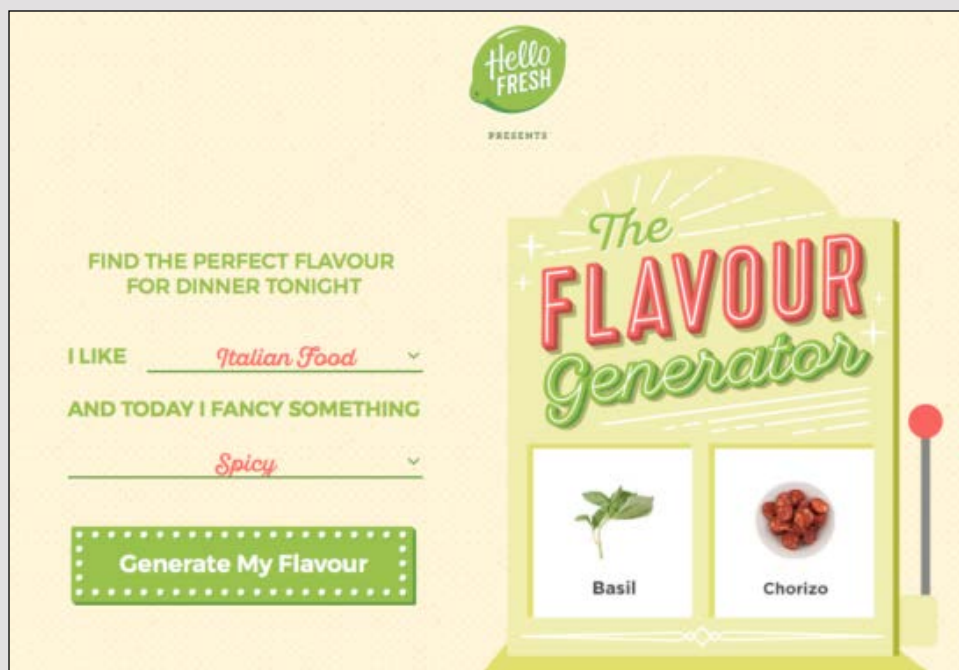 Hello
FRESH
PRESENTS
FIND THE PERFECT FLAVOUR
FOR DINNER TONIGHT
I LIKE Italian Food
AND TODAY I FANCY SOMETHING
Spicy
Generate My Flavour
The
FLAVOUR
Generator
Basil
Chorizo